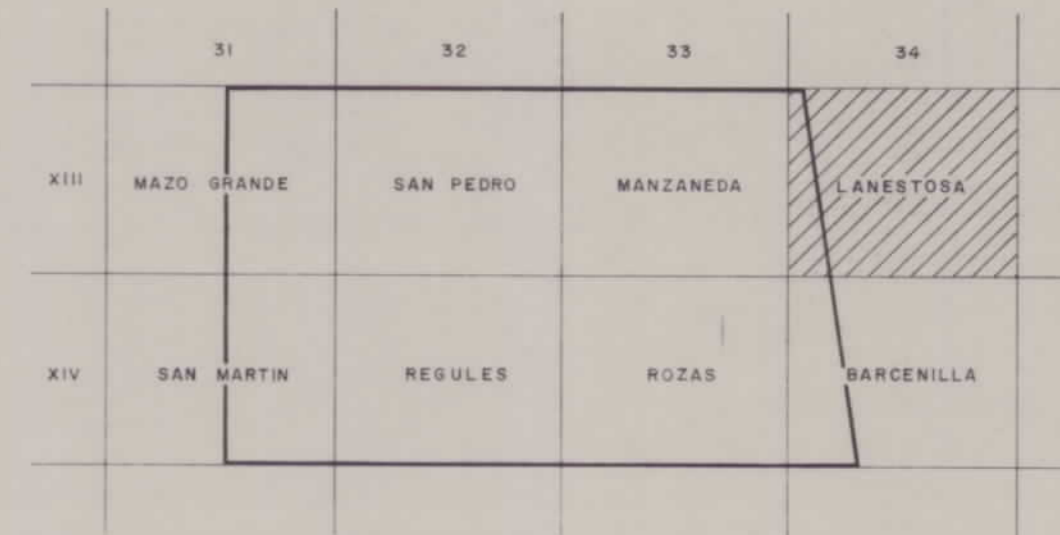 31 32 33 34
XIII MAZO GRANDE SAN PEDRO MANZANEDA LANESTOSA
XIV SAN MARTIN REGULES ROZAS BARCENILLA